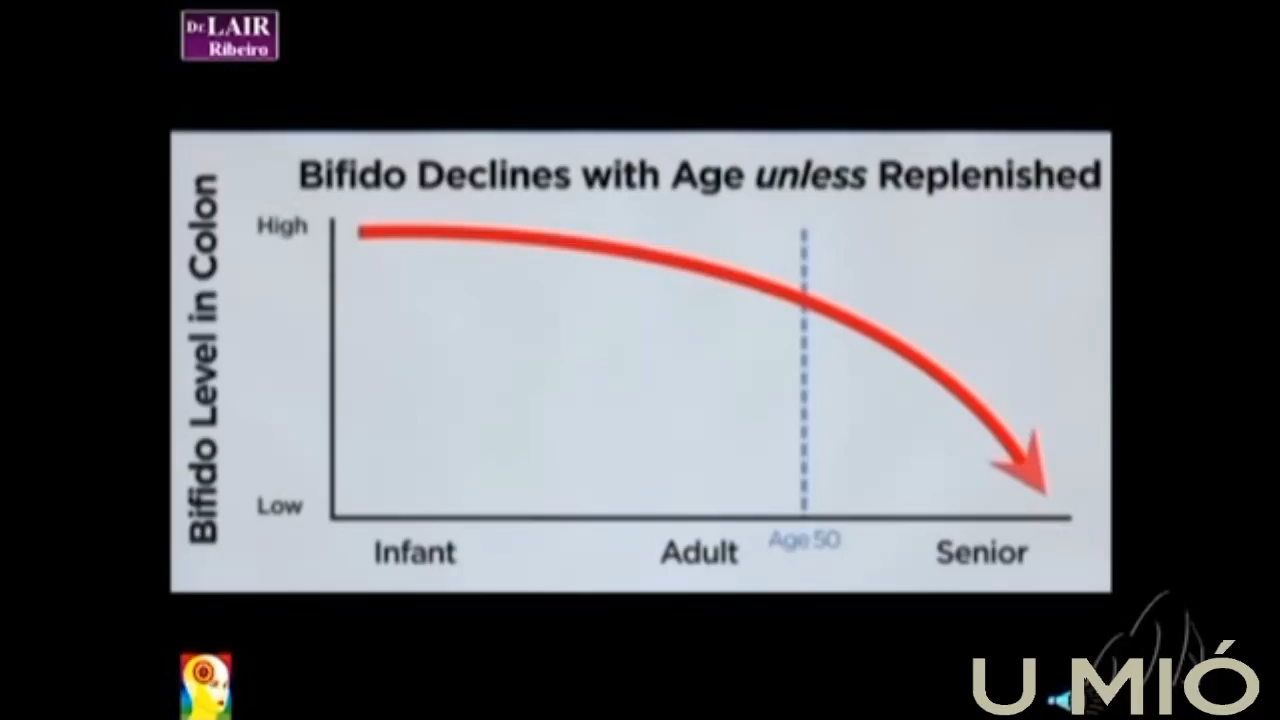 Dr. LAIR
Ribeiro
Bifido Declines with Age unless Replenished
Bifido Level in Colon
High
Low
Infant
Adult
Age 50
Senior
U MIÓ